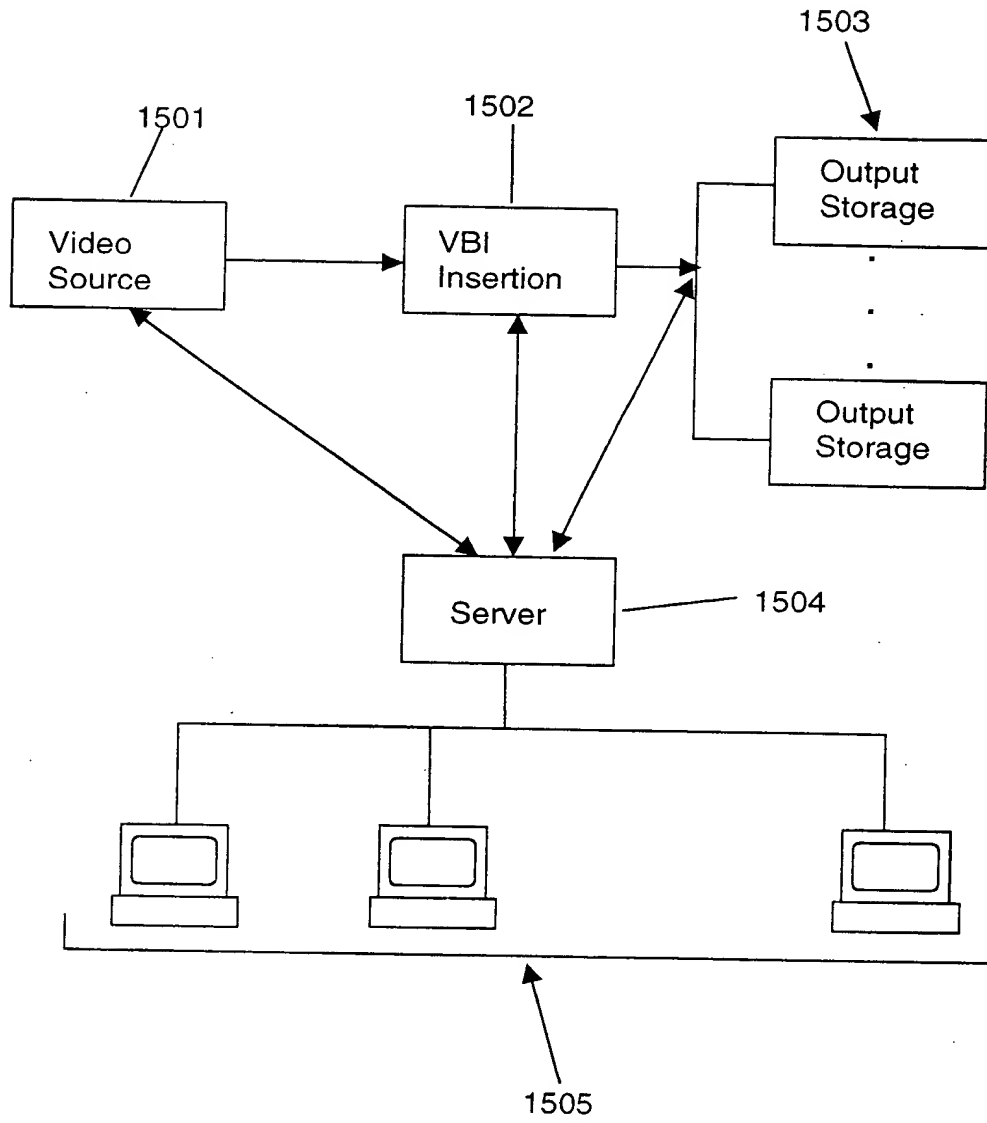 1503
1501
1502
Video
Source
VBI
Insertion
Output
Storage
Output
Storage
Server
1504
1505